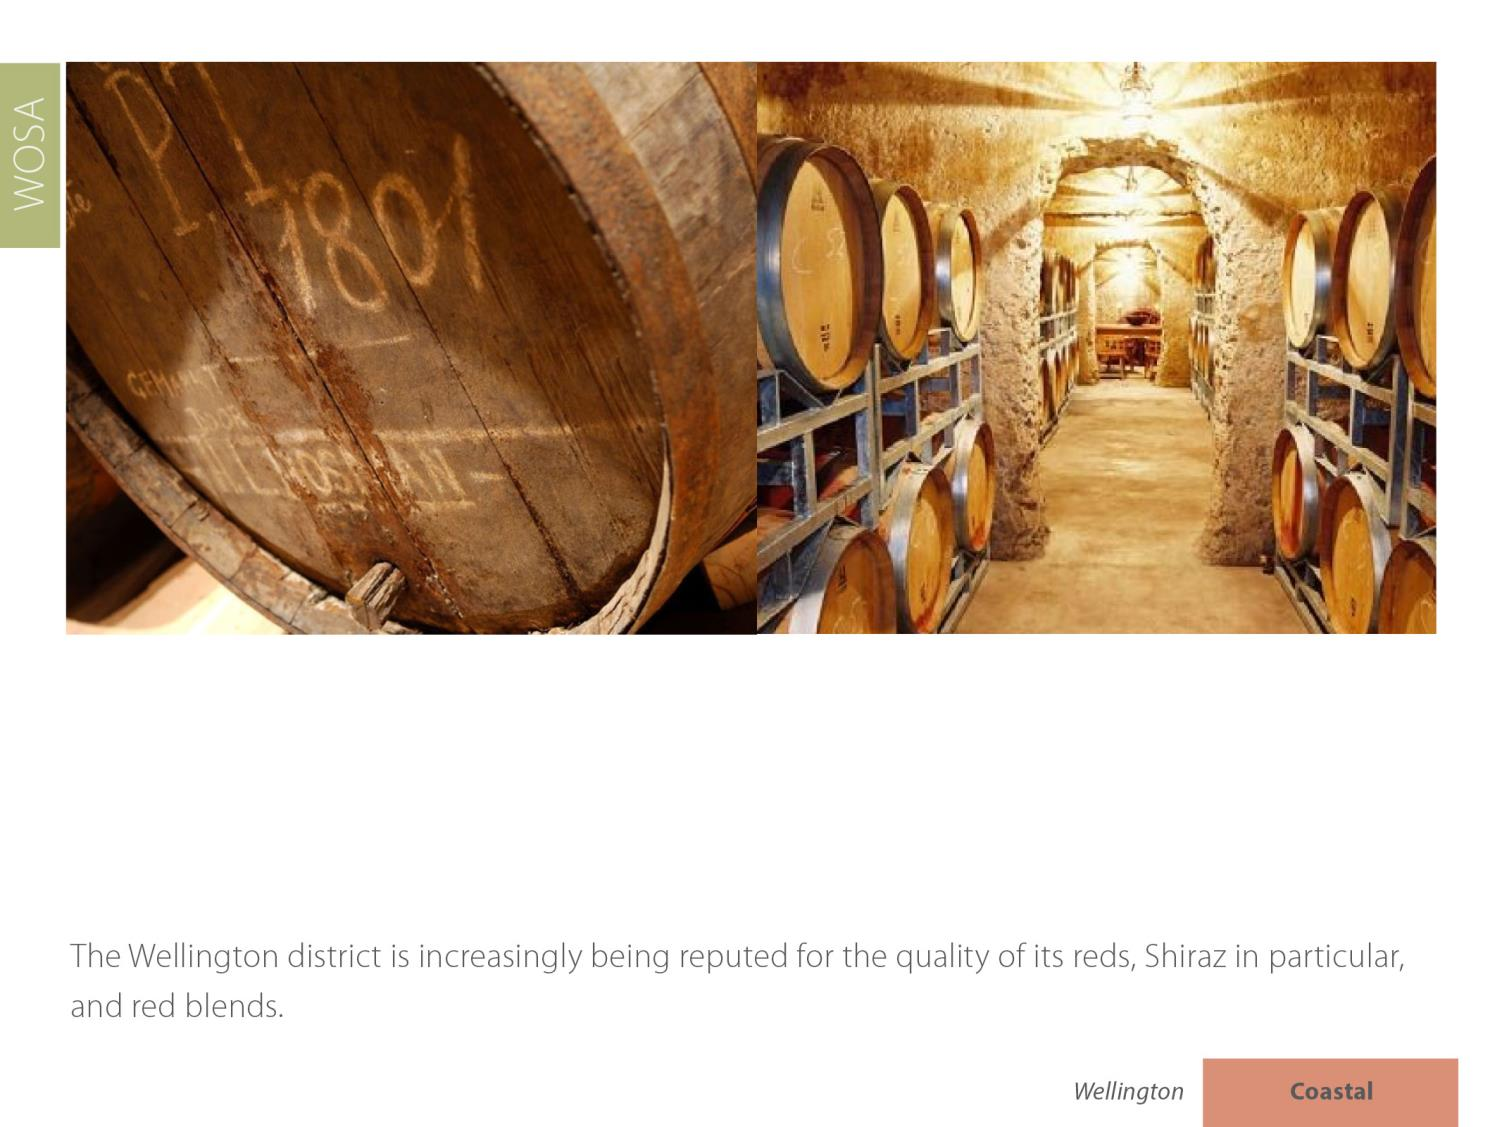 WOSA
P.I.
1801
The Wellington district is increasingly being reputed for the quality of its reds, Shiraz in particular,
and red blends.
Wellington
Coastal